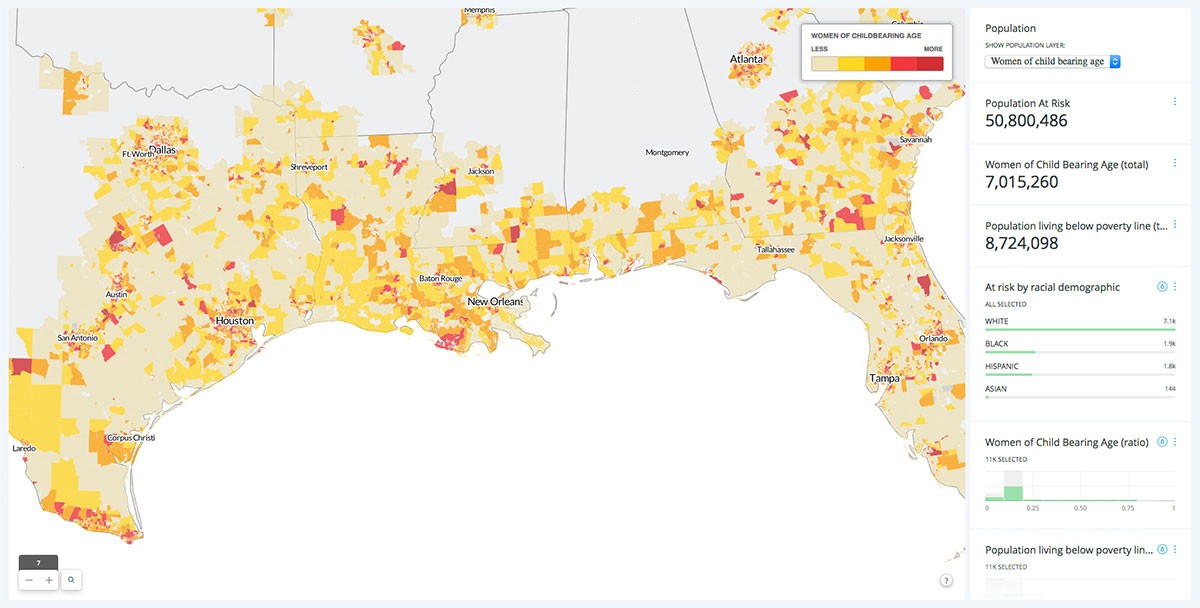 Memphis
Columbia
WOMEN OF CHILDBEARING AGE
LESS MORE
Atlanta
Dallas
Ft. Worth
Shreveport
Jackson
Montgomery
Savannah
Jacksonville
Tallahassee
Baton Rouge
New Orleans
Austin
Houston
San Antonio
Orlando
Tampa
Corpus Christi
Laredo
7
− +
?
Population
SHOW POPULATION LAYER:
Women of child bearing age
Population At Risk
50,800,486
Women of Child Bearing Age (total)
7,015,260
Population living below poverty line (t...
8,724,098
At risk by racial demographic
ALL SELECTED
WHITE 7.1k
BLACK 1.9k
HISPANIC 1.8k
ASIAN 144
Women of Child Bearing Age (ratio)
11K SELECTED
0 0.25 0.50 0.75 1
Population living below poverty lin...
11K SELECTED